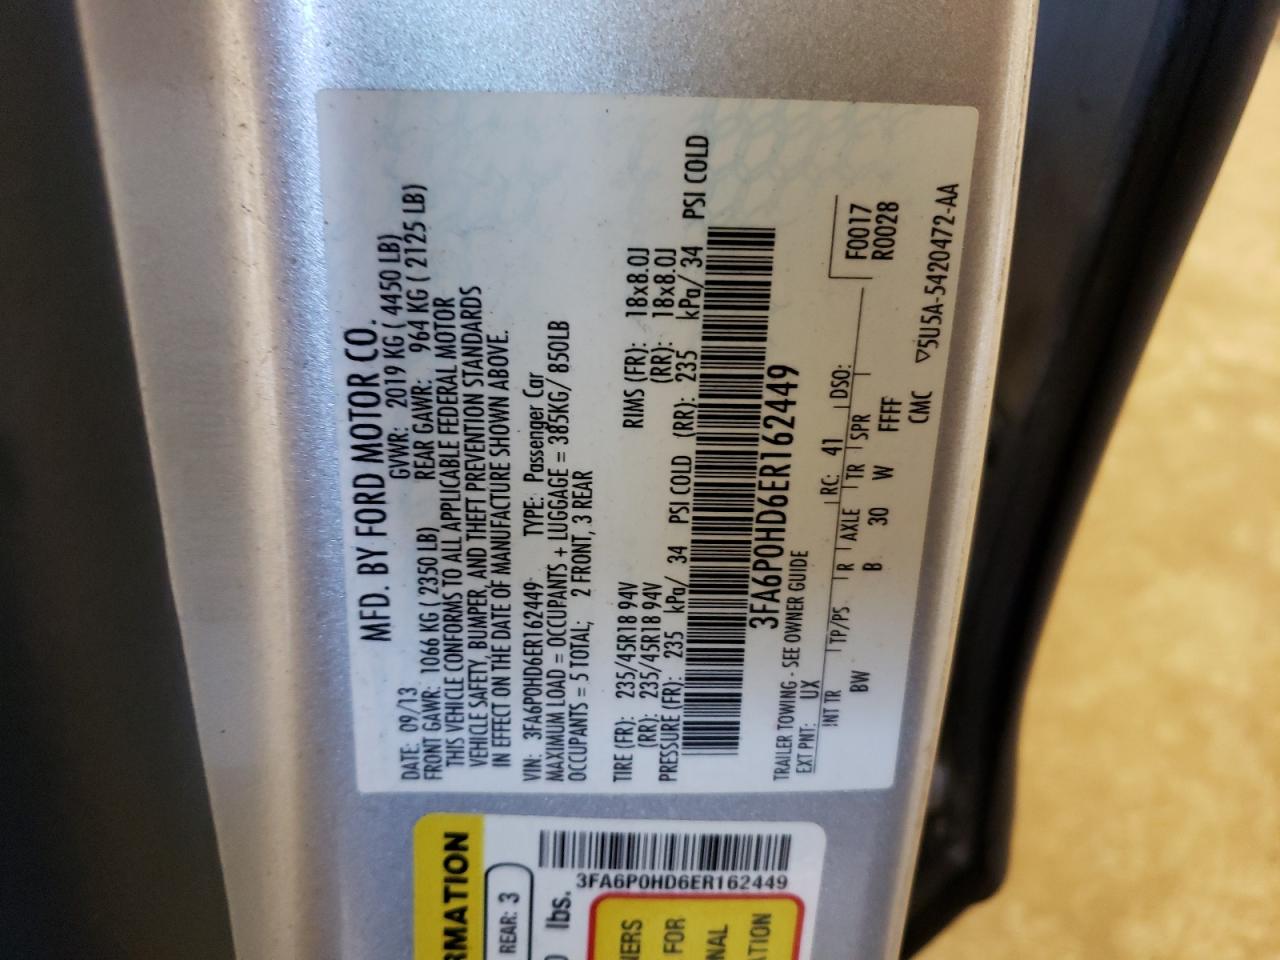 MFD. BY FORD MOTOR CO.
DATE: 09/13 GVWR: 2019 KG ( 4450 LB)
FRONT GAWR: 1066 KG ( 2350 LB) REAR GAWR: 964 KG ( 2125 LB)
THIS VEHICLE CONFORMS TO ALL APPLICABLE FEDERAL MOTOR
VEHICLE SAFETY, BUMPER, AND THEFT PREVENTION STANDARDS
IN EFFECT ON THE DATE OF MANUFACTURE SHOWN ABOVE.
VIN: 3FA6P0HD6ER162449 TYPE: Passenger Car
MAXIMUM LOAD = OCCUPANTS + LUGGAGE = 385KG/ 850LB
OCCUPANTS = 5 TOTAL; 2 FRONT, 3 REAR
TIRE (FR): 235/45R18 94V RIMS (FR): 18x8.0J
(RR): 235/45R18 94V (RR): 18x8.0J
PRESSURE (FR): 235 kPa/ 34 PSI COLD (RR): 235 kPa/ 34 PSI COLD
3FA6P0HD6ER162449
TRAILER TOWING - SEE OWNER GUIDE
EXT PNT: UX RC: 41 DSO: F0017
INT TR TP/PS R AXLE TR SPR R0028
BW B 30 W FFFF
CMC ▽5U5A-5420472-AA
RMATION
REAR: 3
lbs.
3FA6P0HD6ER162449
NERS
FOR
NAL
TION